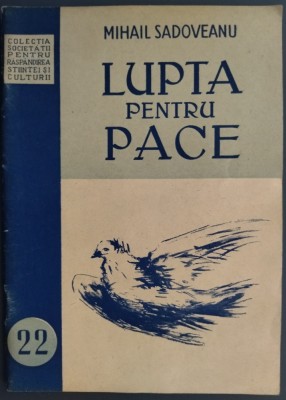 COLECȚIA
SOCIETĂȚII
PENTRU
RĂSPÂNDIREA
ȘTIINȚEI ȘI
CULTURII
MIHAIL SADOVEANU
LUPTA
PENTRU
PACE
22